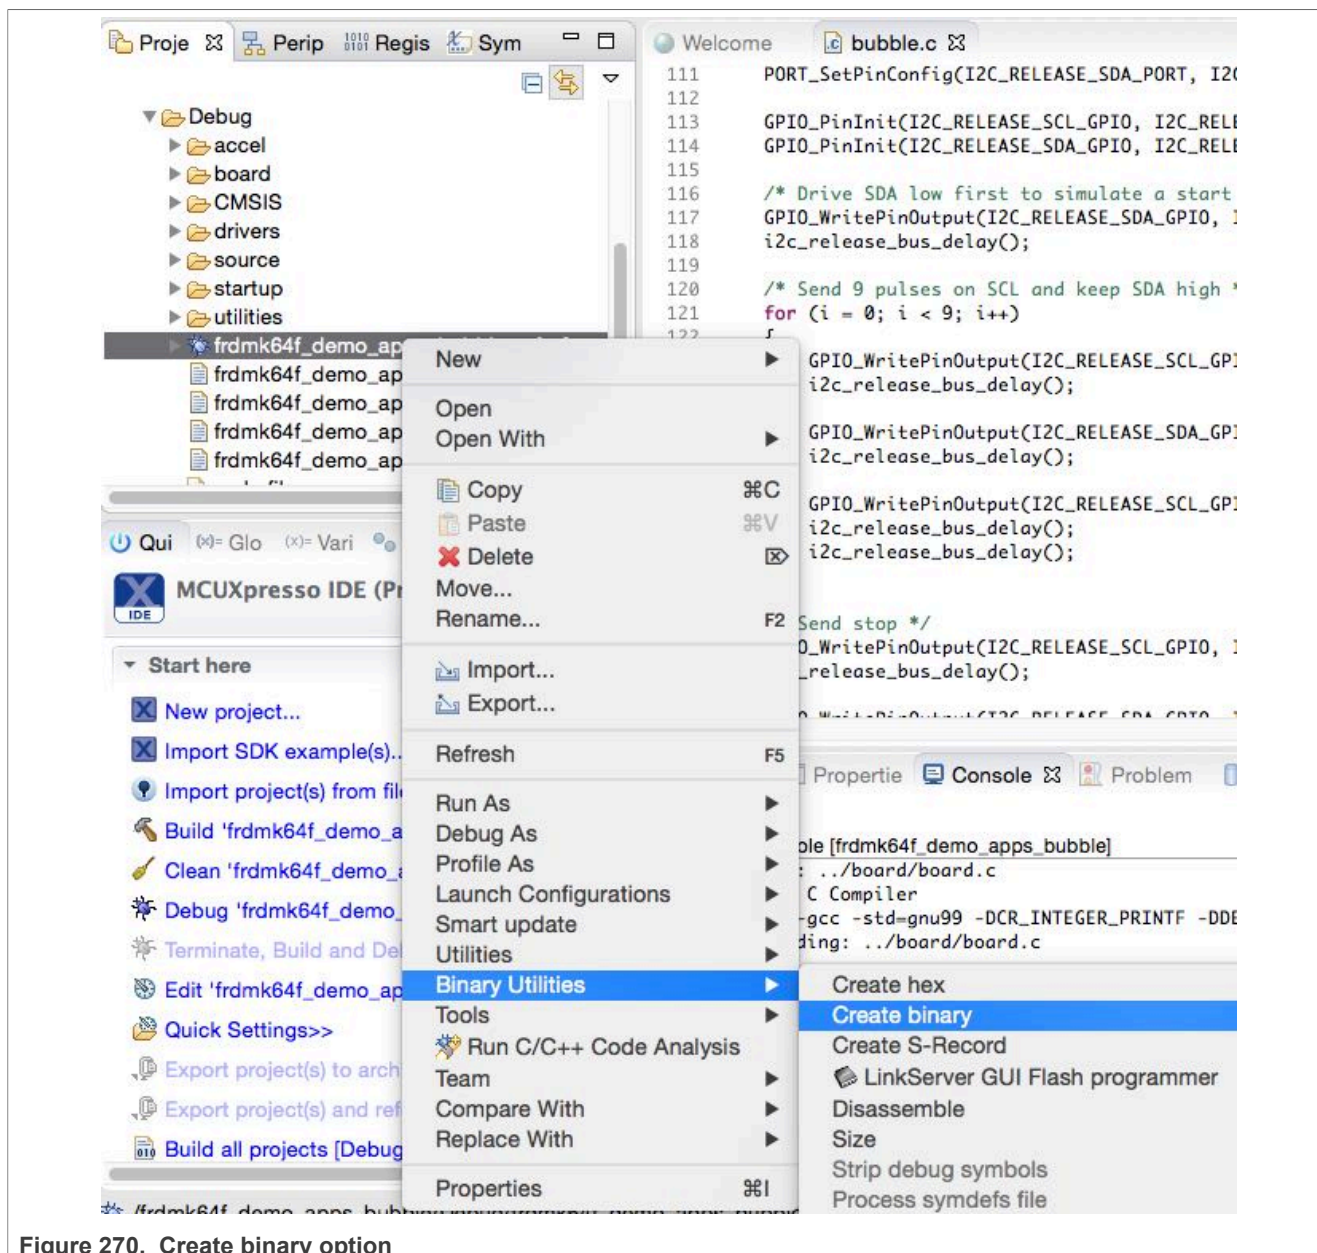 Proje Perip Regis Sym
Debug
accel
board
CMSIS
drivers
source
startup
utilities
frdmk64f_demo_ap
frdmk64f_demo_ap
frdmk64f_demo_ap
frdmk64f_demo_ap
frdmk64f_demo_ap
Qui (x)= Glo (x)= Vari
MCUXpresso IDE (Pr
IDE
Start here
New project...
Import SDK example(s)..
Import project(s) from file
Build 'frdmk64f_demo_a
Clean 'frdmk64f_demo_a
Debug 'frdmk64f_demo_
Terminate, Build and Del
Edit 'frdmk64f_demo_ap
Quick Settings>>
Export project(s) to arch
Export project(s) and ref
Build all projects [Debug
New
Open
Open With
Copy ⌘C
Paste ⌘V
Delete ⌦
Move...
Rename... F2
Import...
Export...
Refresh F5
Run As
Debug As
Profile As
Launch Configurations
Smart update
Utilities
Binary Utilities
Tools
Run C/C++ Code Analysis
Team
Compare With
Replace With
Properties ⌘I
Create hex
Create binary
Create S-Record
LinkServer GUI Flash programmer
Disassemble
Size
Strip debug symbols
Process symdefs file
Welcome bubble.c
111 PORT_SetPinConfig(I2C_RELEASE_SDA_PORT, I2C
112
113 GPIO_PinInit(I2C_RELEASE_SCL_GPIO, I2C_RELE
114 GPIO_PinInit(I2C_RELEASE_SDA_GPIO, I2C_RELE
115
116 /* Drive SDA low first to simulate a start
117 GPIO_WritePinOutput(I2C_RELEASE_SDA_GPIO, I
118 i2c_release_bus_delay();
119
120 /* Send 9 pulses on SCL and keep SDA high *
121 for (i = 0; i < 9; i++)
122 {
GPIO_WritePinOutput(I2C_RELEASE_SCL_GPI
i2c_release_bus_delay();
GPIO_WritePinOutput(I2C_RELEASE_SDA_GPI
i2c_release_bus_delay();
GPIO_WritePinOutput(I2C_RELEASE_SCL_GPI
i2c_release_bus_delay();
i2c_release_bus_delay();
Send stop */
O_WritePinOutput(I2C_RELEASE_SCL_GPIO, I
_release_bus_delay();
Propertie Console Problem
ole [frdmk64f_demo_apps_bubble]
: ../board/board.c
C Compiler
-gcc -std=gnu99 -DCR_INTEGER_PRINTF -DDE
ding: ../board/board.c
Figure 270. Create binary option